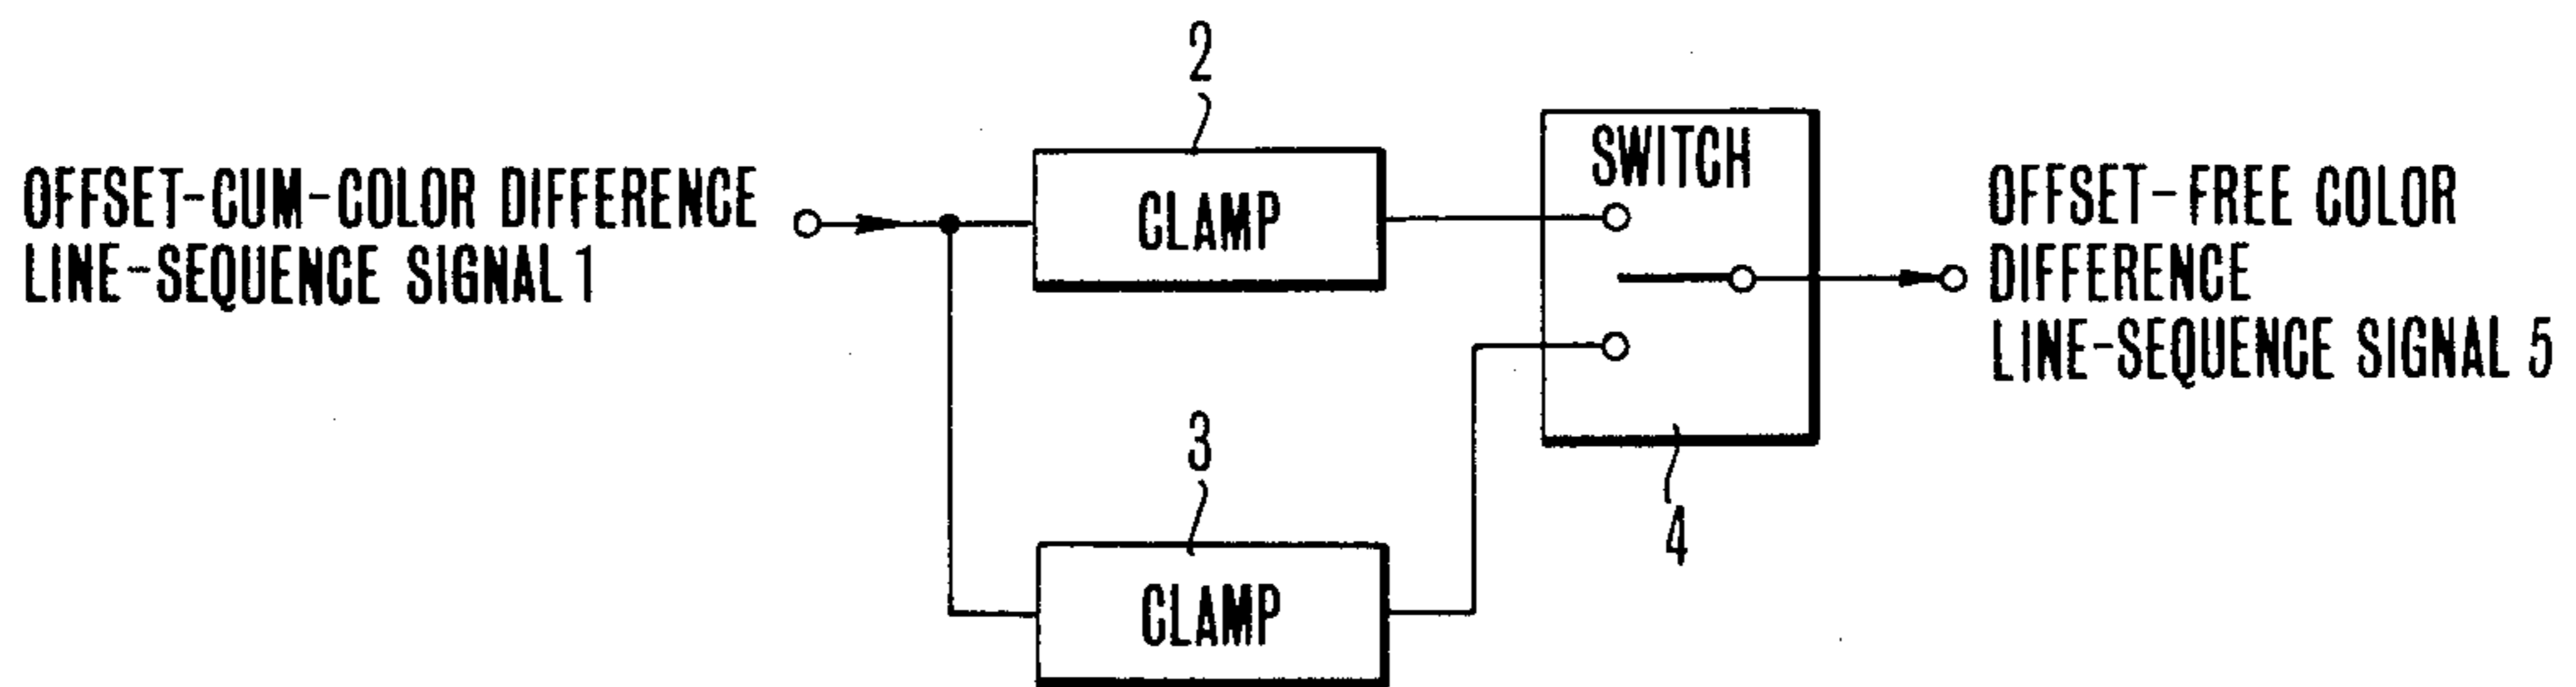 2
OFFSET-CUM-COLOR DIFFERENCE
LINE-SEQUENCE SIGNAL 1
CLAMP
SWITCH
OFFSET-FREE COLOR
DIFFERENCE
LINE-SEQUENCE SIGNAL 5
3
CLAMP
4